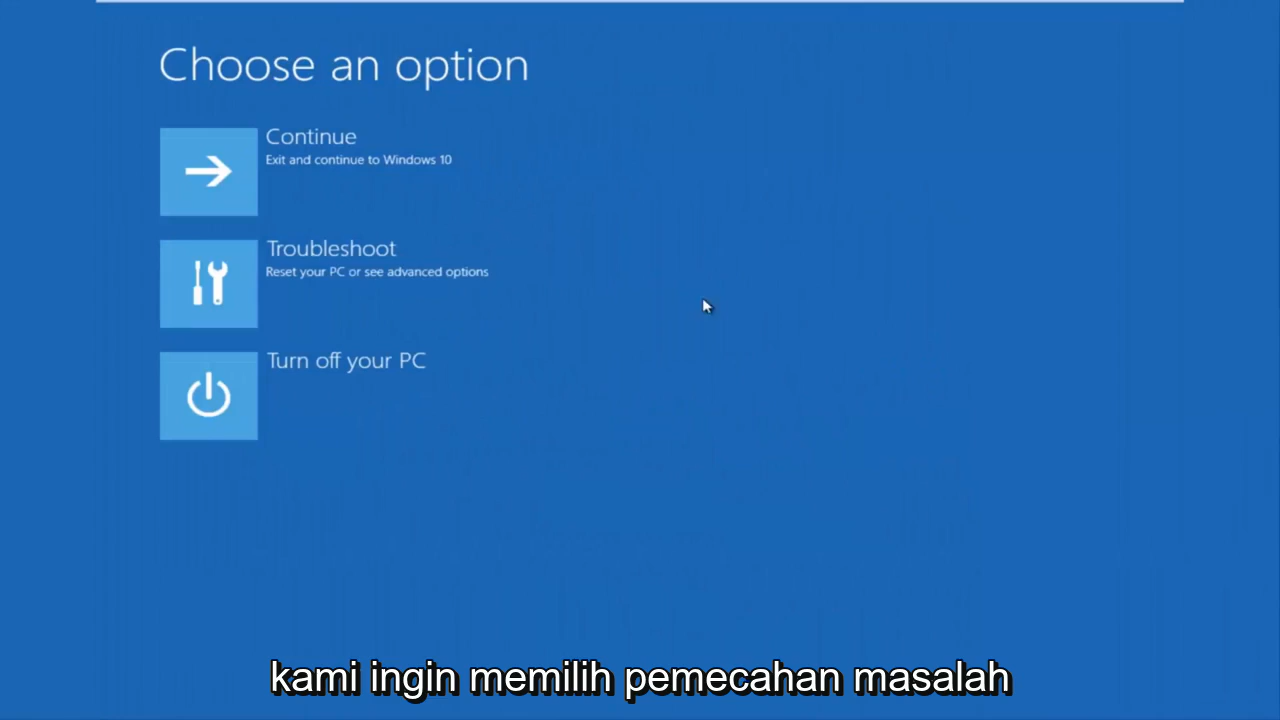 Choose an option
Continue
Exit and continue to Windows 10
Troubleshoot
Reset your PC or see advanced options
Turn off your PC
kami ingin memilih pemecahan masalah